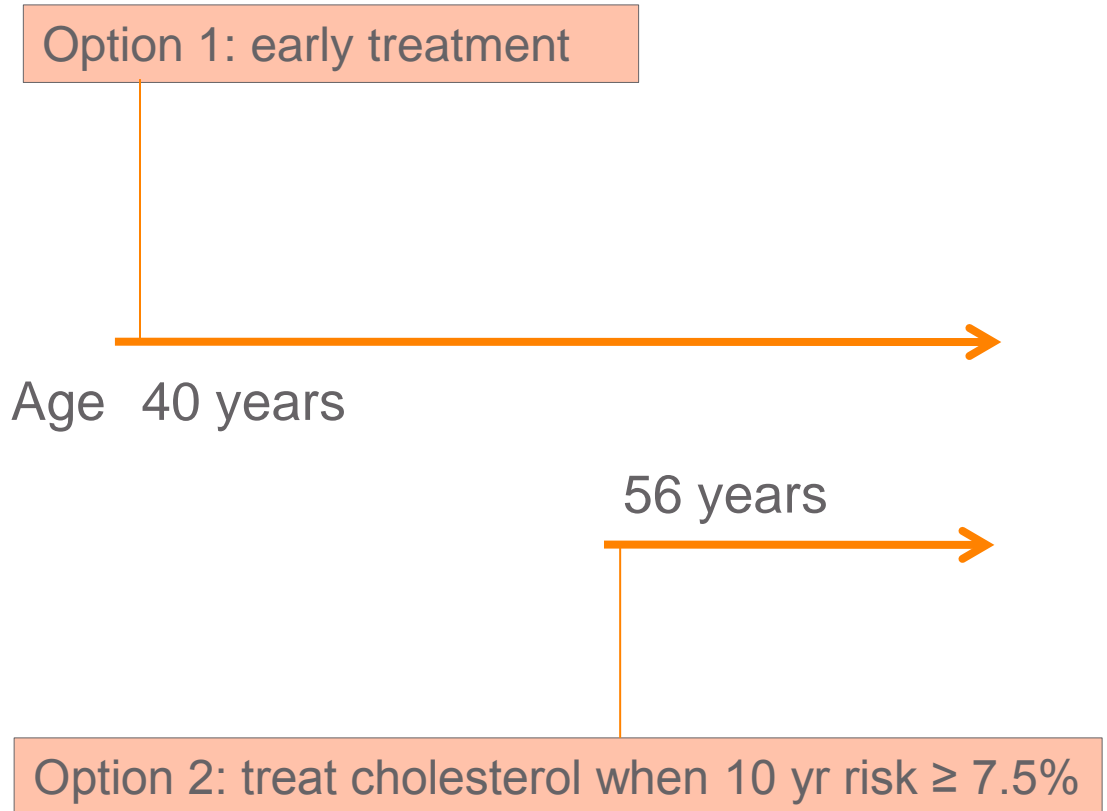 Option 1: early treatment
Age 40 years
56 years
Option 2: treat cholesterol when 10 yr risk ≥ 7.5%